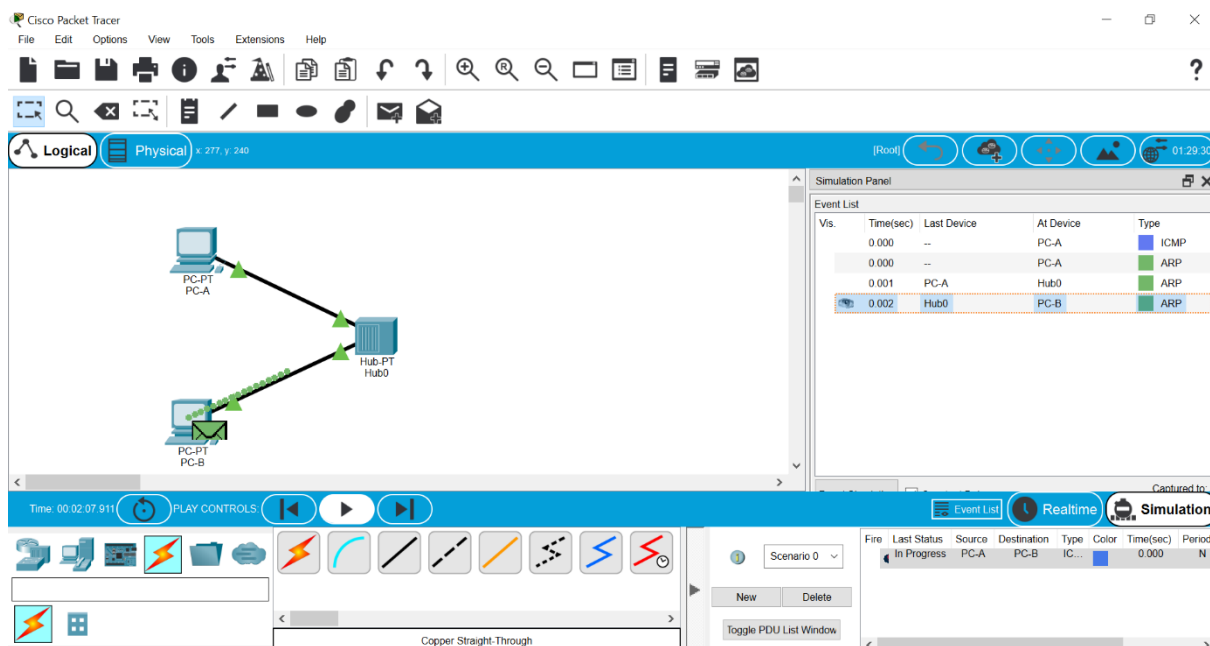 Cisco Packet Tracer
File Edit Options View Tools Extensions Help
?
Logical Physical x: 277, y: 240 [Root] 01:29:30
Simulation Panel
Event List
Vis. Time(sec) Last Device At Device Type
0.000 -- PC-A ICMP
0.000 -- PC-A ARP
0.001 PC-A Hub0 ARP
0.002 Hub0 PC-B ARP
PC-PT
PC-A
Hub-PT
Hub0
PC-PT
PC-B
Captured to:
Time: 00:02:07.911 PLAY CONTROLS: Event List Realtime Simulation
Fire Last Status Source Destination Type Color Time(sec) Period
In Progress PC-A PC-B IC... 0.000 N
Scenario 0
New Delete
Toggle PDU List Window
Copper Straight-Through